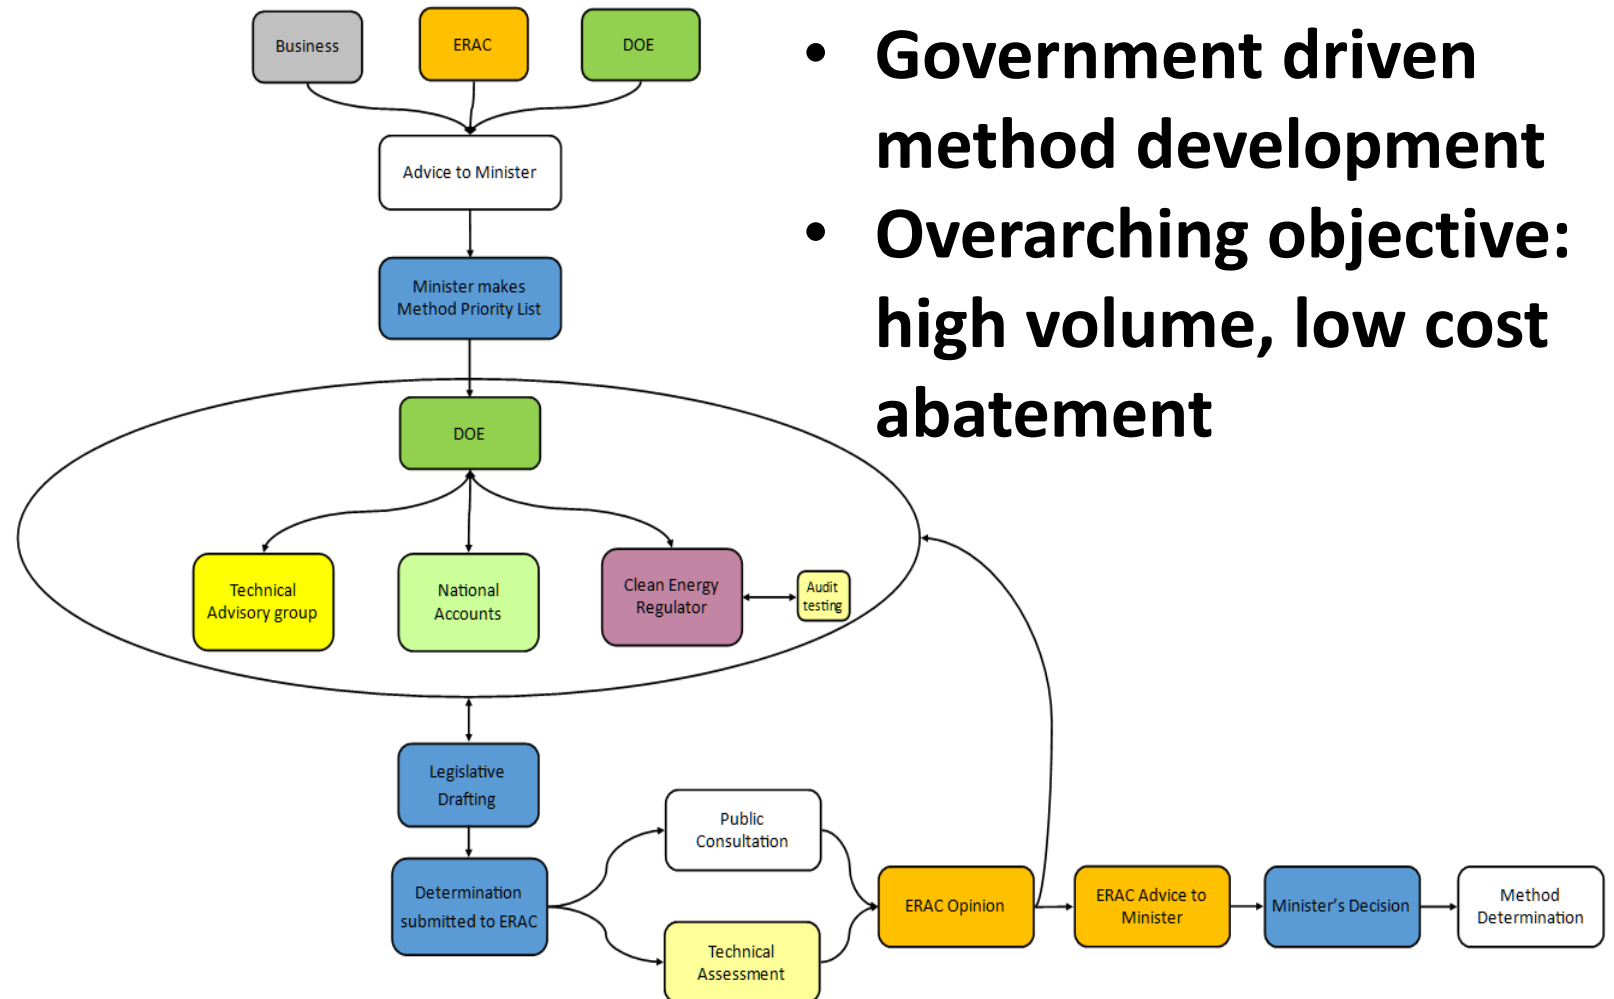 Business
ERAC
DOE
• Government driven
method development
• Overarching objective:
high volume, low cost
abatement
Advice to Minister
Minister makes
Method Priority List
DOE
Technical
Advisory group
National
Accounts
Clean Energy
Regulator
Audit
testing
Legislative
Drafting
Determination
submitted to ERAC
Public
Consultation
Technical
Assessment
ERAC Opinion
ERAC Advice to
Minister
Minister’s Decision
Method
Determination